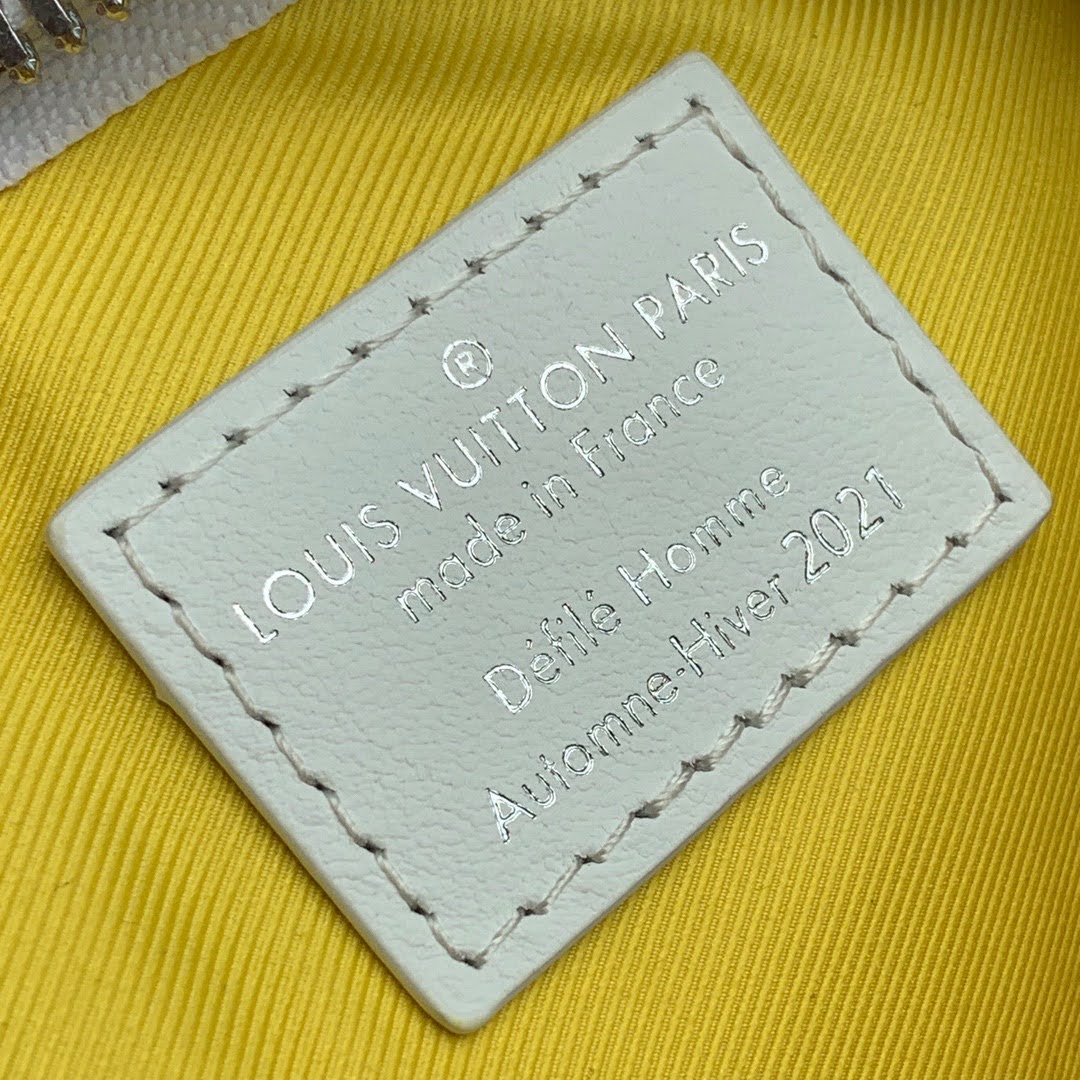 ®
LOUIS VUITTON PARIS
made in France
Défilé Homme
Automne-Hiver 2021